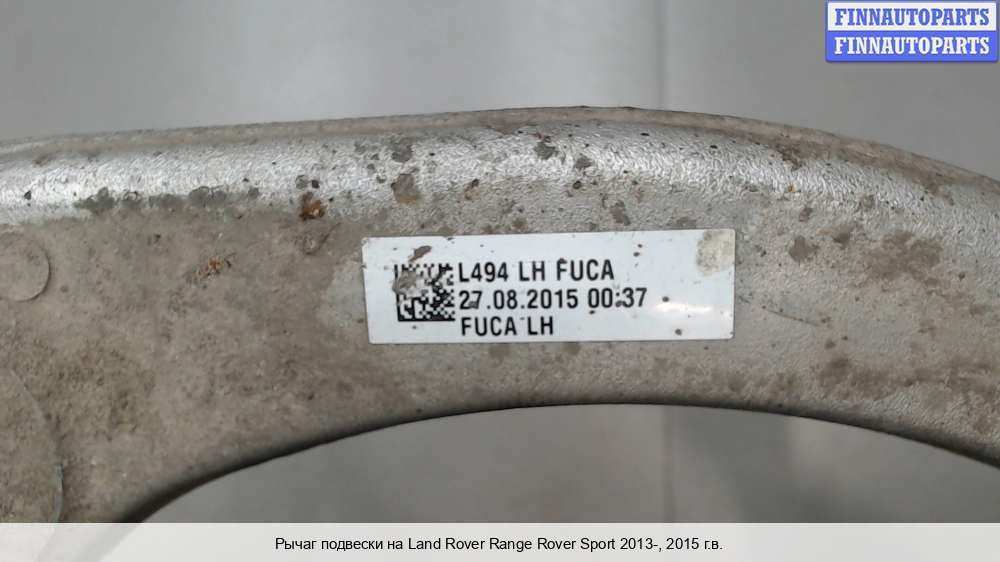 FINNAUTOPARTS
FINNAUTOPARTS
L494 LH FUCA
27.08.2015 00:37
FUCA LH
Рычаг подвески на Land Rover Range Rover Sport 2013-, 2015 г.в.